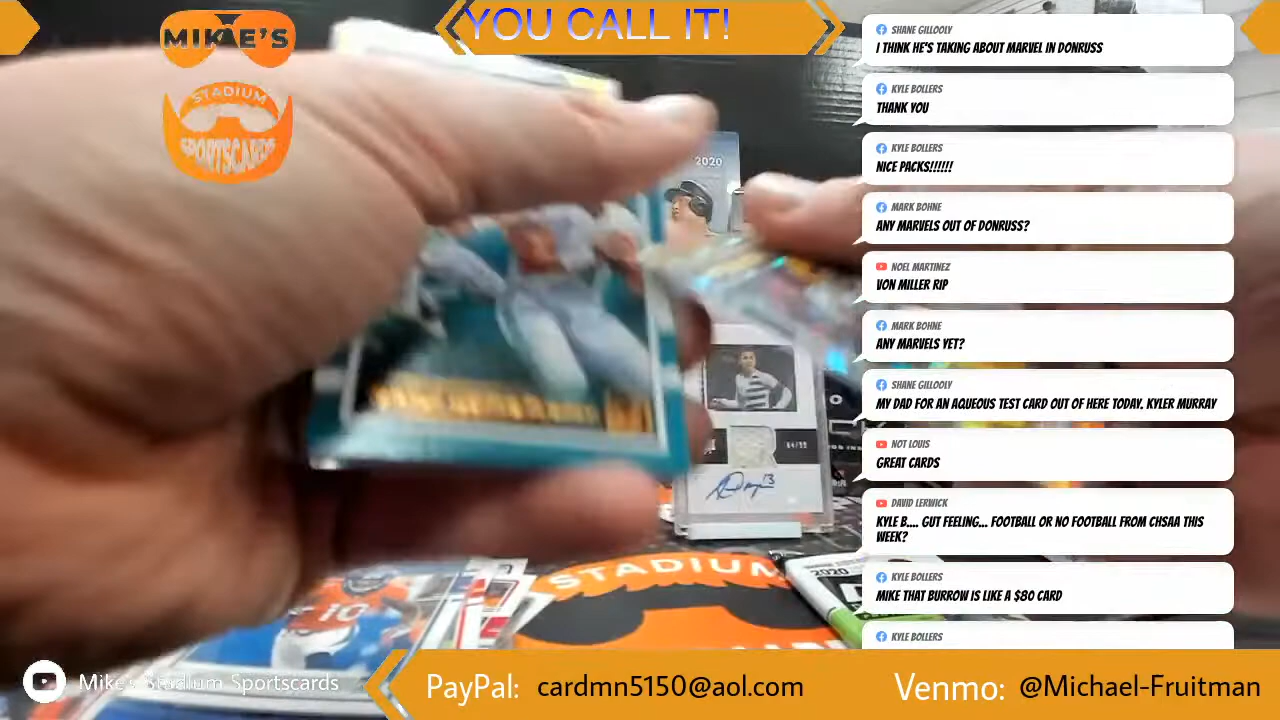 YOU CALL IT!
MIKE'S
STADIUM
SPORTSCARDS
2020
64/99
13
STADIUM
2020
10
SHANE GILLOOLY
I THINK HE'S TAKING ABOUT MARVEL IN DONRUSS
KYLE BOLLERS
THANK YOU
KYLE BOLLERS
NICE PACKS!!!!!!
MARK BOHNE
ANY MARVELS OUT OF DONRUSS?
NOEL MARTINEZ
VON MILLER RIP
MARK BOHNE
ANY MARVELS YET?
SHANE GILLOOLY
MY DAD FOR AN AQUEOUS TEST CARD OUT OF HERE TODAY. KYLER MURRAY
NOT LOUIS
GREAT CARDS
DAVID LERWICK
KYLE B.... GUT FEELING... FOOTBALL OR NO FOOTBALL FROM CHSAA THIS
WEEK?
KYLE BOLLERS
MIKE THAT BURROW IS LIKE A $80 CARD
KYLE BOLLERS
Mike's Stadium Sportscards
PayPal: cardmn5150@aol.com
Venmo: @Michael-Fruitman